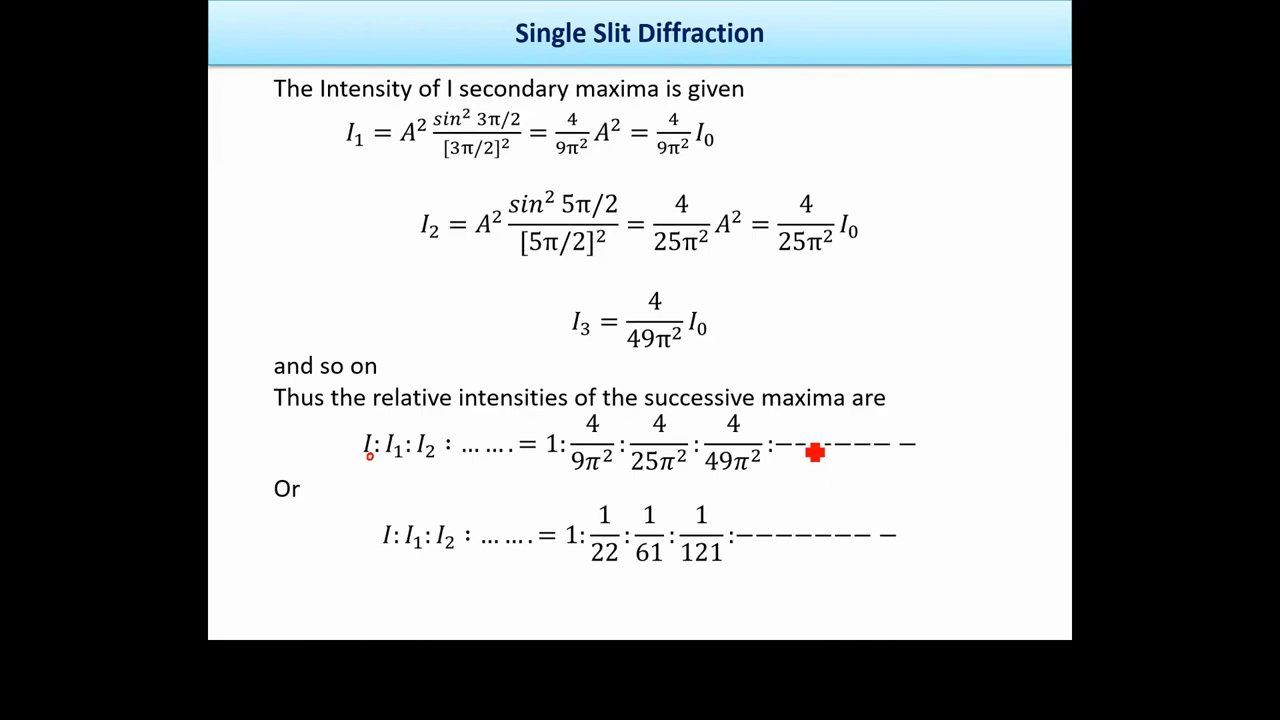 Single Slit Diffraction
The Intensity of I secondary maxima is given
I₁ = A² sin² 3π/2 / [3π/2]² = 4/9π² A² = 4/9π² I₀
I₂ = A² sin² 5π/2 / [5π/2]² = 4/25π² A² = 4/25π² I₀
I₃ = 4/49π² I₀
and so on
Thus the relative intensities of the successive maxima are
I₀: I₁: I₂ : … … . = 1: 4/9π² : 4/25π² : 4/49π² :−−−−−−− −
Or
I: I₁: I₂ : … … . = 1: 1/22 : 1/61 : 1/121 :−−−−−−− −